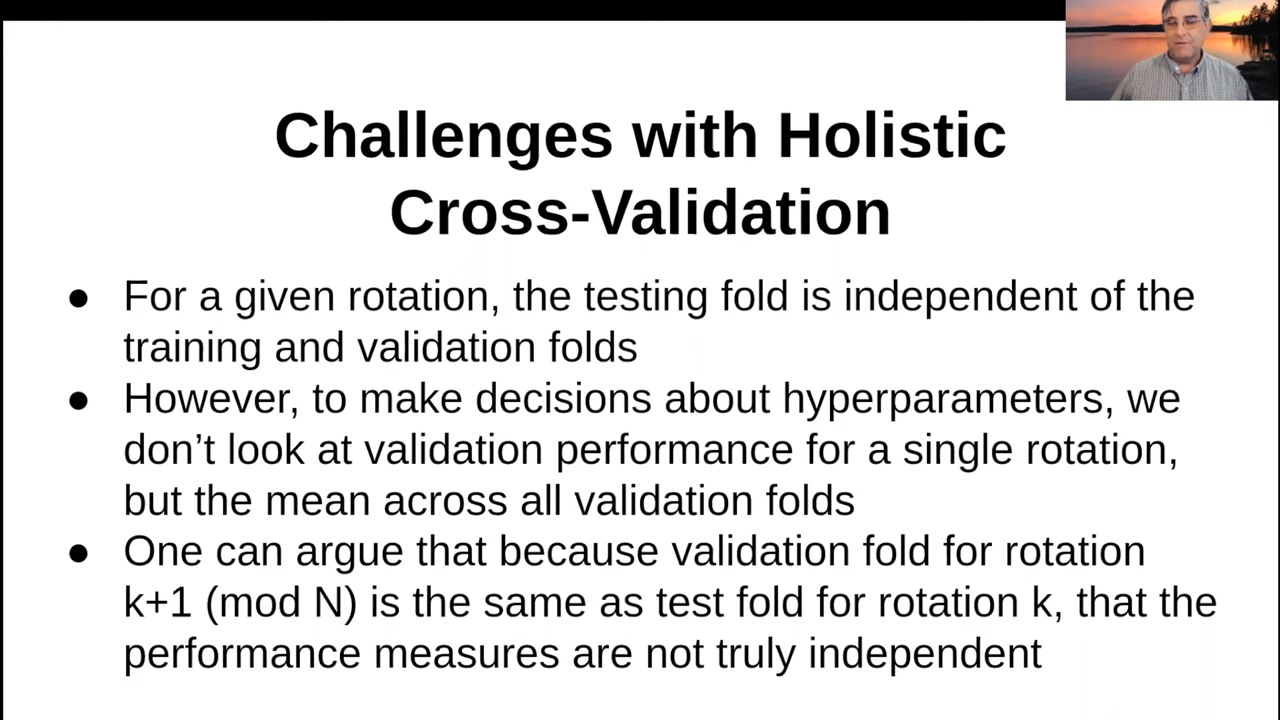 Challenges with Holistic
Cross-Validation
● For a given rotation, the testing fold is independent of the
training and validation folds
● However, to make decisions about hyperparameters, we
don’t look at validation performance for a single rotation,
but the mean across all validation folds
● One can argue that because validation fold for rotation
k+1 (mod N) is the same as test fold for rotation k, that the
performance measures are not truly independent